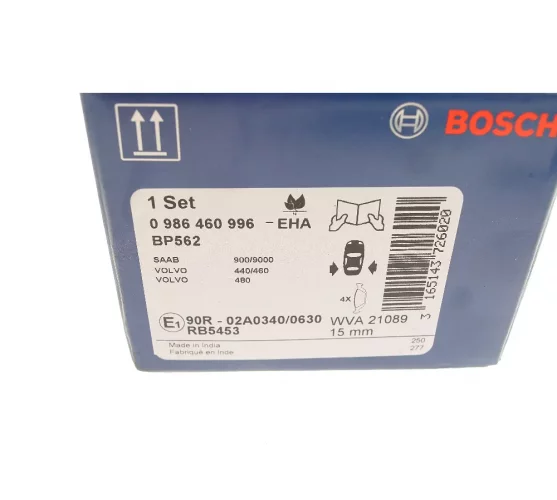 BOSCH
1 Set
0 986 460 996 - EHA
BP562
SAAB 900/9000
VOLVO 440/460
VOLVO 480
4X
3 165143 726020
E1 90R - 02A0340/0630 WVA 21089
RB5453 15 mm
Made in India
Fabriqué en Inde
250
277